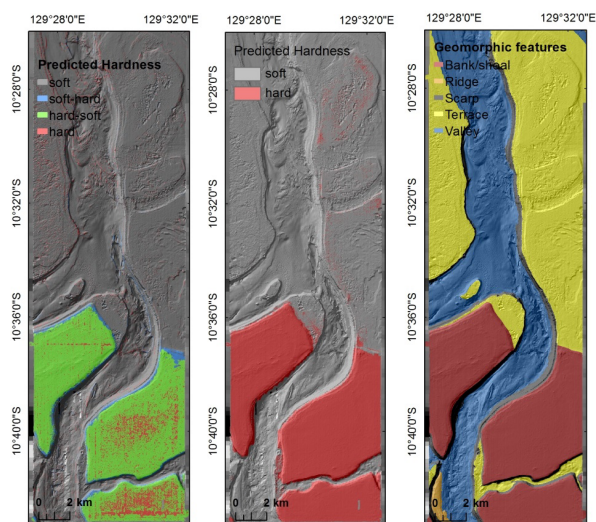 129°28'0"E 129°32'0"E
129°28'0"E 129°32'0"E
129°28'0"E 129°32'0"E
10°28'0"S
10°32'0"S
10°36'0"S
10°40'0"S
Predicted Hardness
soft
soft-hard
hard-soft
hard
0 2 km
10°28'0"S
10°32'0"S
10°36'0"S
10°40'0"S
Predicted Hardness
soft
hard
0 2 km
10°28'0"S
10°32'0"S
10°36'0"S
10°40'0"S
Geomorphic features
Bank/shoal
Ridge
Scarp
Terrace
Valley
0 2 km